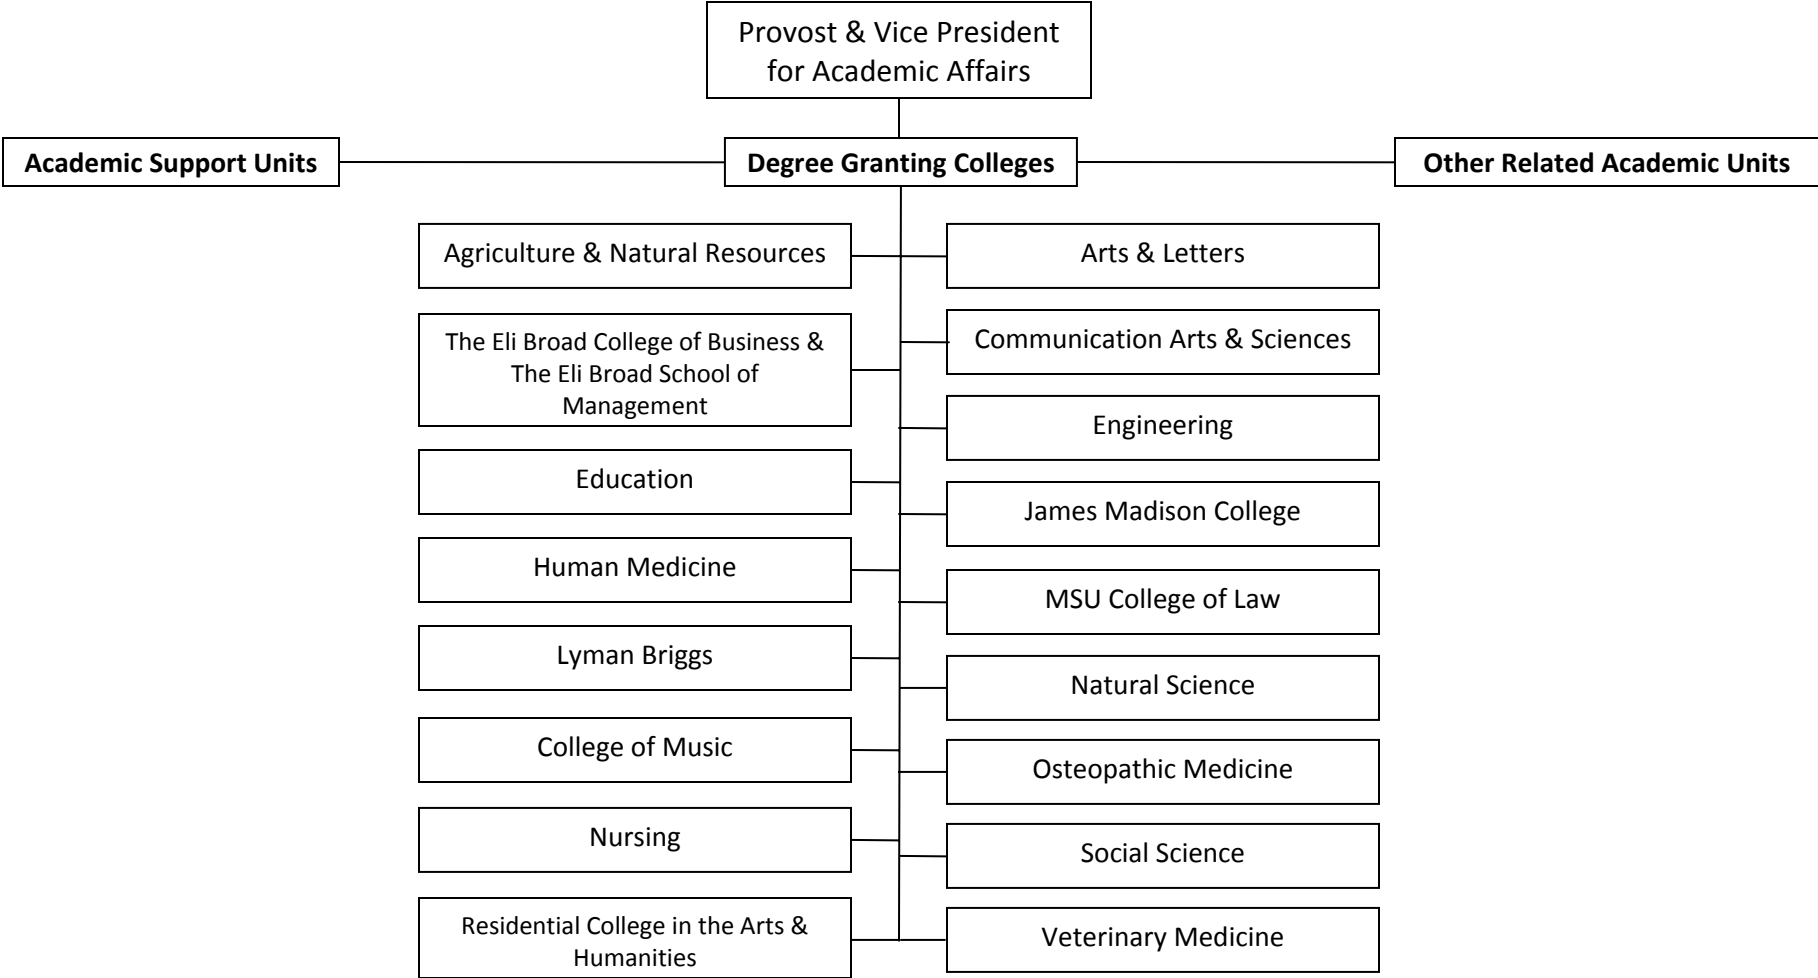 Provost & Vice President
for Academic Affairs
Academic Support Units
Degree Granting Colleges
Other Related Academic Units
Agriculture & Natural Resources
Arts & Letters
The Eli Broad College of Business &
The Eli Broad School of
Management
Communication Arts & Sciences
Engineering
Education
James Madison College
Human Medicine
MSU College of Law
Lyman Briggs
Natural Science
College of Music
Osteopathic Medicine
Nursing
Social Science
Residential College in the Arts &
Humanities
Veterinary Medicine